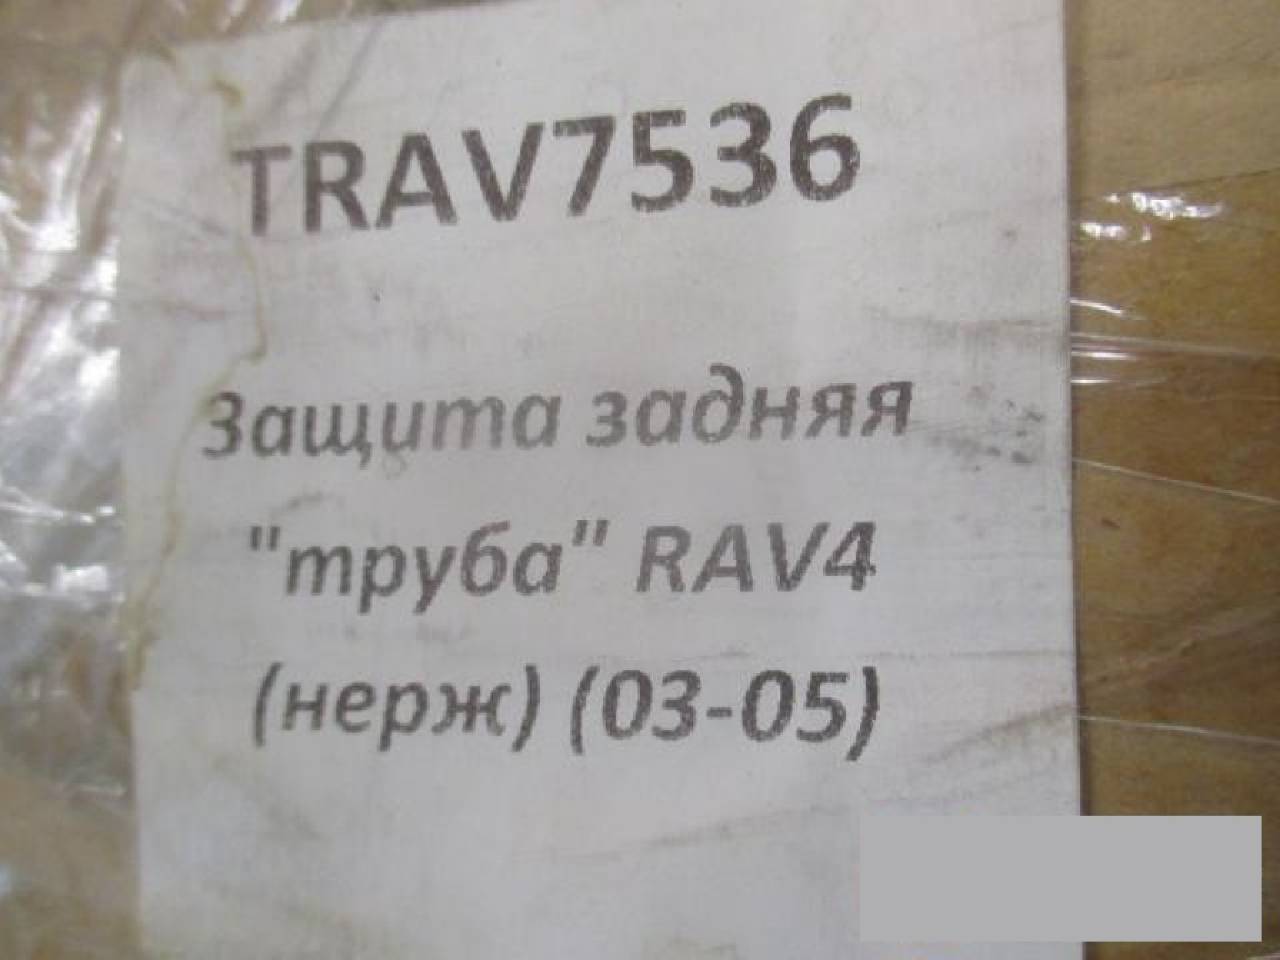 TRAV7536
Защита задняя
"труба" RAV4
(нерж) (03-05)